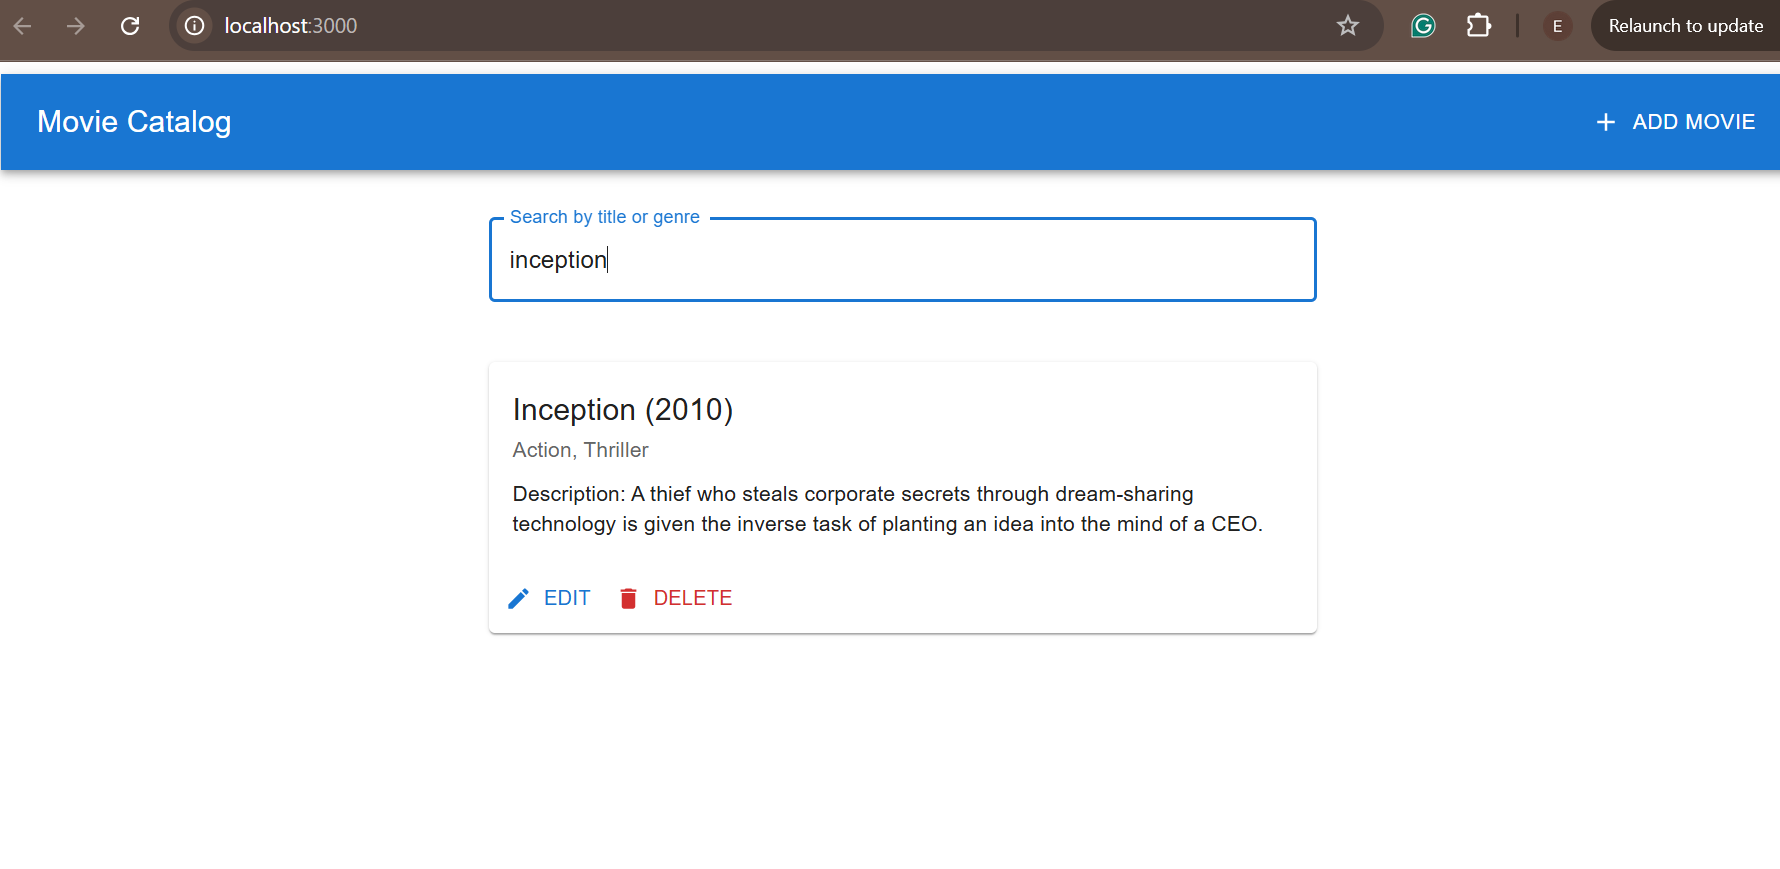 localhost:3000
E
Relaunch to update
Movie Catalog
ADD MOVIE
Search by title or genre
inception
Inception (2010)
Action, Thriller
Description: A thief who steals corporate secrets through dream-sharing
technology is given the inverse task of planting an idea into the mind of a CEO.
EDIT DELETE